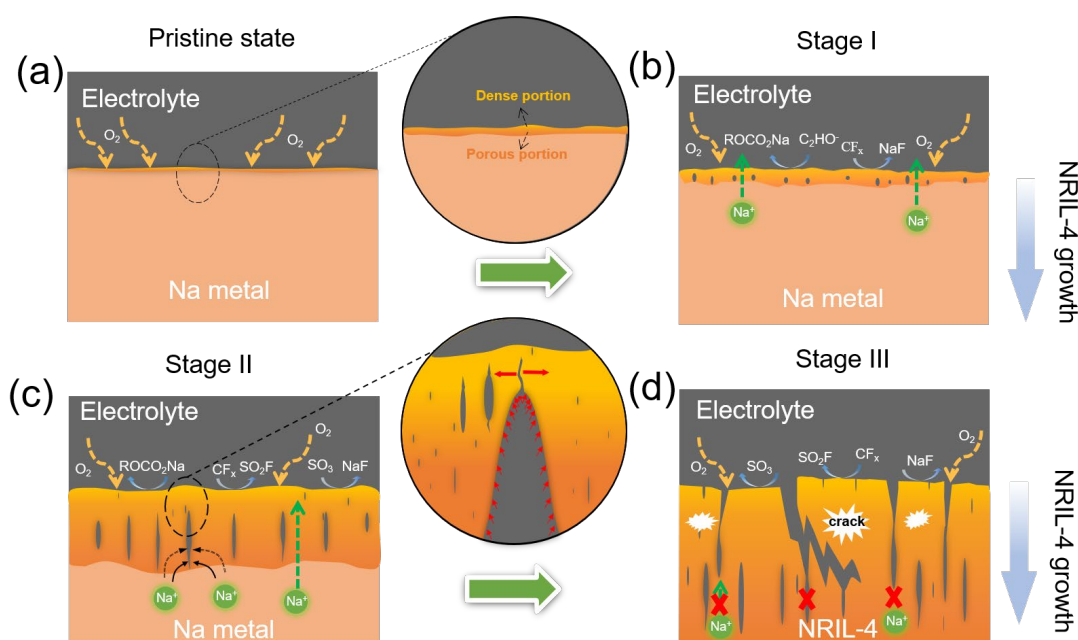 Pristine state
(a)
Electrolyte
O₂
O₂
Na metal
Dense portion
Porous portion
Stage I
(b)
Electrolyte
O₂
ROCO₂Na
C₂HO⁻
CFₓ
NaF
O₂
Na⁺
Na⁺
Na metal
NRIL-4 growth
Stage II
(c)
Electrolyte
O₂
ROCO₂Na
CFₓ
SO₂F
O₂
SO₃
NaF
Na⁺
Na⁺
Na⁺
Na metal
Stage III
(d)
Electrolyte
O₂
SO₃
SO₂F
CFₓ
NaF
O₂
crack
Na⁺
Na⁺
NRIL-4
NRIL-4 growth